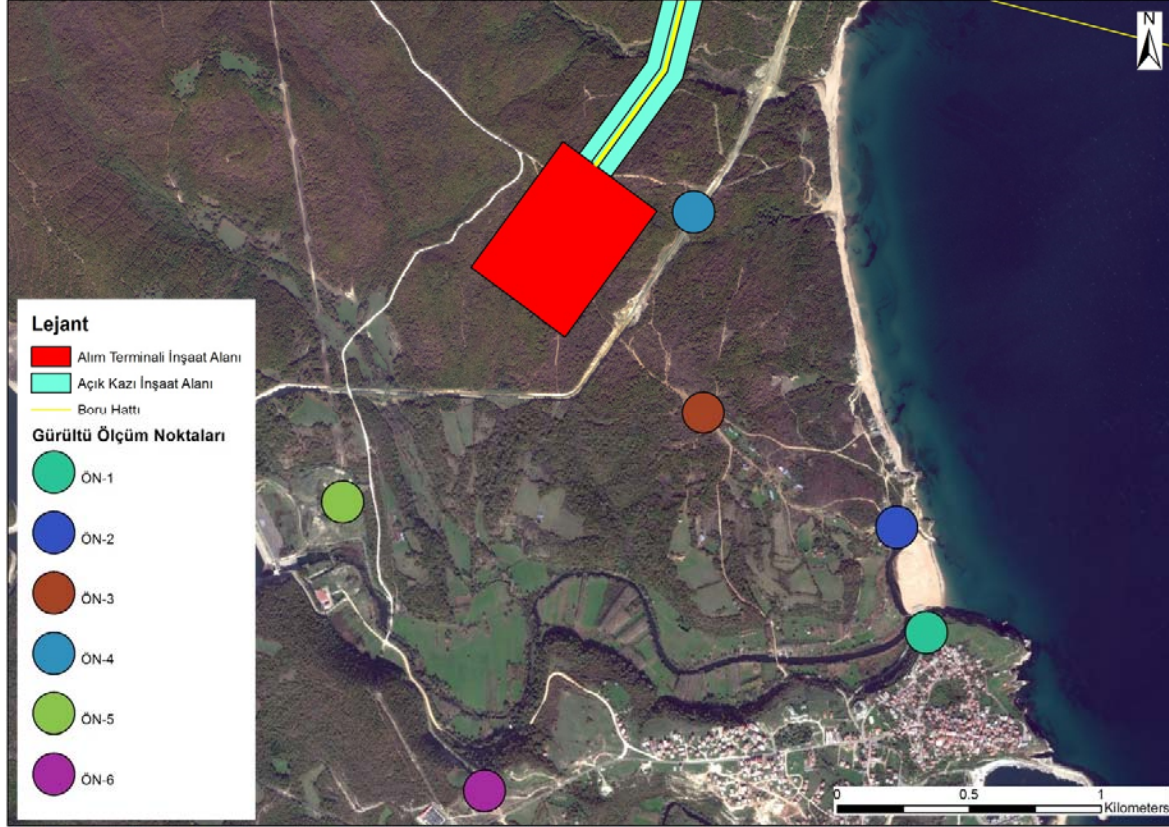 N
Lejant
Alım Terminali İnşaat Alanı
Açık Kazı İnşaat Alanı
Boru Hattı
Gürültü Ölçüm Noktaları
ÖN-1
ÖN-2
ÖN-3
ÖN-4
ÖN-5
ÖN-6
0 0.5 1
Kilometers